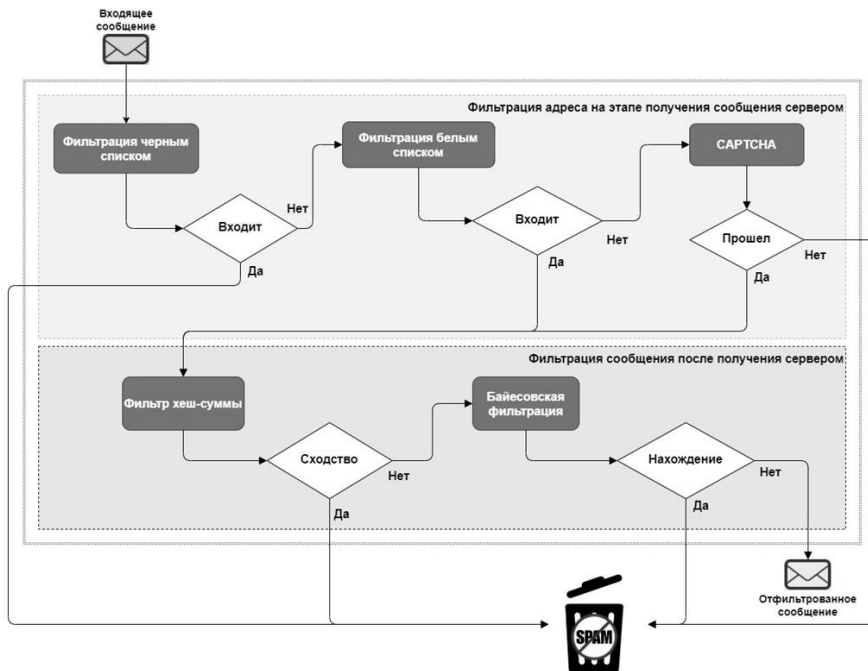 Входящее
сообщение
Фильтрация адреса на этапе получения сообщения сервером
Фильтрация черным
списком
Фильтрация белым
списком
CAPTCHA
Входит
Нет
Да
Входит
Нет
Да
Прошел
Нет
Да
Фильтрация сообщения после получения сервером
Фильтр хеш-суммы
Байесовская
фильтрация
Сходство
Нет
Да
Нахождение
Нет
Да
Отфильтрованное
сообщение
SPAM